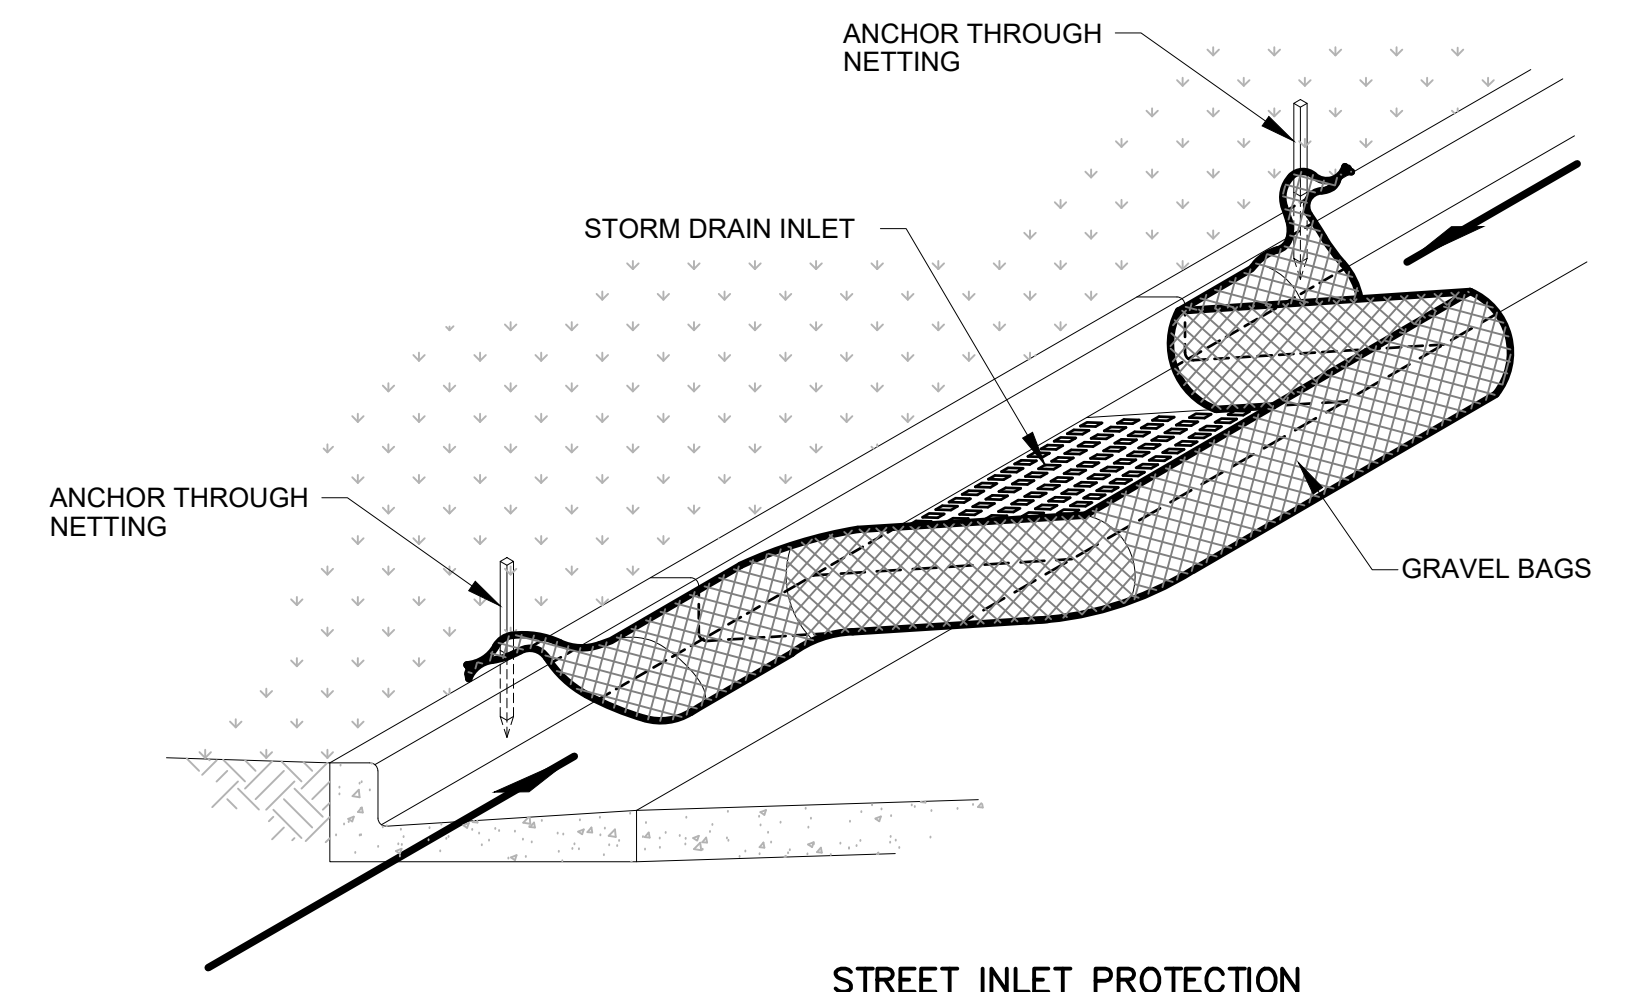 ANCHOR THROUGH
NETTING
STORM DRAIN INLET
ANCHOR THROUGH
NETTING
GRAVEL BAGS
STREET INLET PROTECTION